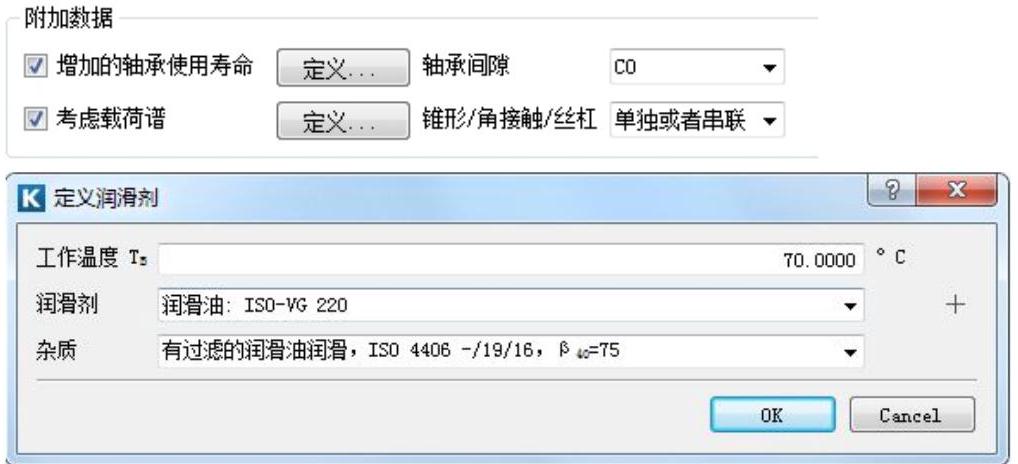 附加数据
增加的轴承使用寿命 定义... 轴承间隙 C0
考虑载荷谱 定义... 锥形/角接触/丝杠 单独或者串联
K 定义润滑剂 ? X
工作温度 TB 70.0000 ° C
润滑剂 润滑油: ISO-VG 220 +
杂质 有过滤的润滑油润滑, ISO 4406 -/19/16, β40=75
OK Cancel